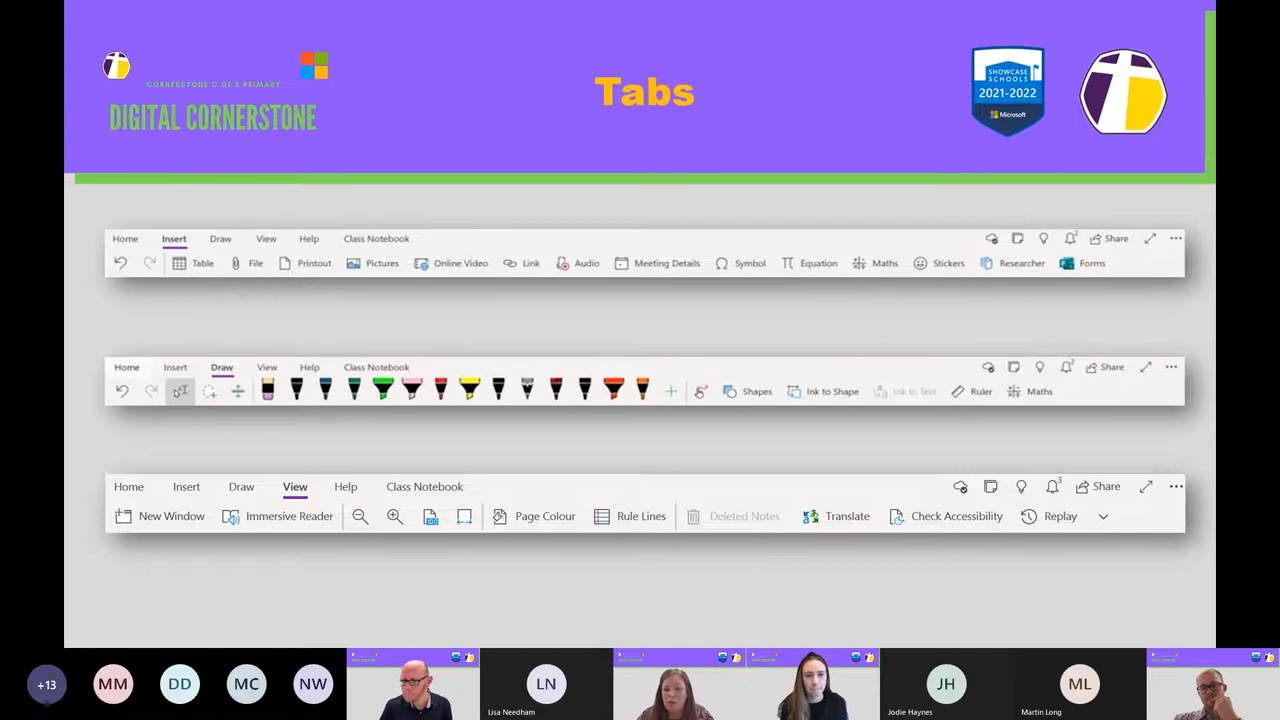 CORNERSTONE C OF E PRIMARY
DIGITAL CORNERSTONE
Tabs
SHOWCASE SCHOOLS
2021-2022
Microsoft
Home Insert Draw View Help Class Notebook 2 Share
Table File Printout Pictures Online Video Link Audio Meeting Details Symbol Equation Maths Stickers Researcher Forms
Home Insert Draw View Help Class Notebook 2 Share
Shapes Ink to Shape Ink to Text Ruler Maths
Home Insert Draw View Help Class Notebook 3 Share
New Window Immersive Reader 100 Page Colour Rule Lines Deleted Notes Translate Check Accessibility Replay
+13 MM DD MC NW LN JH ML
Lisa Needham Jodie Haynes Martin Long